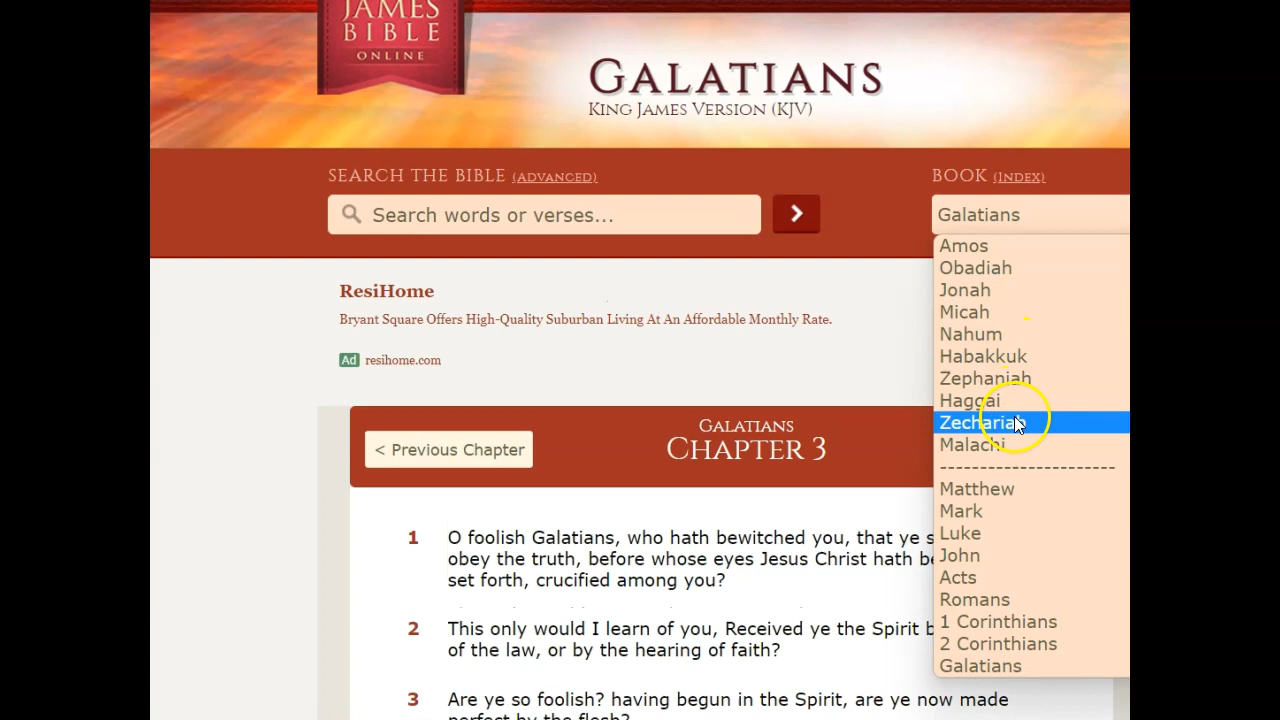 JAMES
BIBLE
ONLINE
GALATIANS
KING JAMES VERSION (KJV)
SEARCH THE BIBLE (ADVANCED)
BOOK (INDEX)
Search words or verses...
Galatians
Amos
Obadiah
Jonah
Micah
Nahum
Habakkuk
Zephaniah
Haggai
Zechariah
Malachi
-----------------------
Matthew
Mark
Luke
John
Acts
Romans
1 Corinthians
2 Corinthians
Galatians
ResiHome
Bryant Square Offers High-Quality Suburban Living At An Affordable Monthly Rate.
Ad resihome.com
< Previous Chapter
GALATIANS
CHAPTER 3
1 O foolish Galatians, who hath bewitched you, that ye
obey the truth, before whose eyes Jesus Christ hath
set forth, crucified among you?
2 This only would I learn of you, Received ye the Spirit
of the law, or by the hearing of faith?
3 Are ye so foolish? having begun in the Spirit, are ye now made
perfect by the flesh?